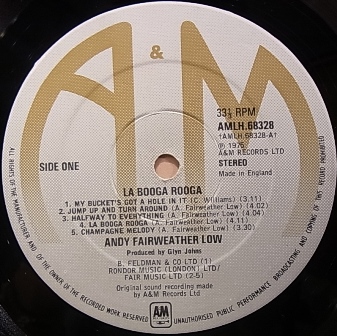 A & M
33⅓ RPM
AMLH.68328
†AMLH.68328-A†
℗ 1975
A&M RECORDS LTD
STEREO
Made in England
SIDE ONE
LA BOOGA ROOGA
1. MY BUCKET'S GOT A HOLE IN IT (C. Williams) (3.11)
2. JUMP UP AND TURN AROUND (A. Fairweather Low) (4.02)
3. HALFWAY TO EVERYTHING (A. Fairweather Low) (4.05)
4. LA BOOGA ROOGA (A. Fairweather Low) (4.04)
5. CHAMPAGNE MELODY (A. Fairweather Low) (3.30)
ANDY FAIRWEATHER LOW
Produced by Glyn Johns
B. FELDMAN & CO LTD (1)
RONDOR MUSIC (LONDON) LTD/
FAIR MUSIC LTD (2-5)
Original sound recording made
by A&M Records Ltd
A&M
RECORDS
ALL RIGHTS OF THE MANUFACTURER AND OF THE OWNER OF THE RECORDED WORK RESERVED
UNAUTHORISED PUBLIC PERFORMANCE, BROADCASTING AND COPYING OF THIS RECORD PROHIBITED